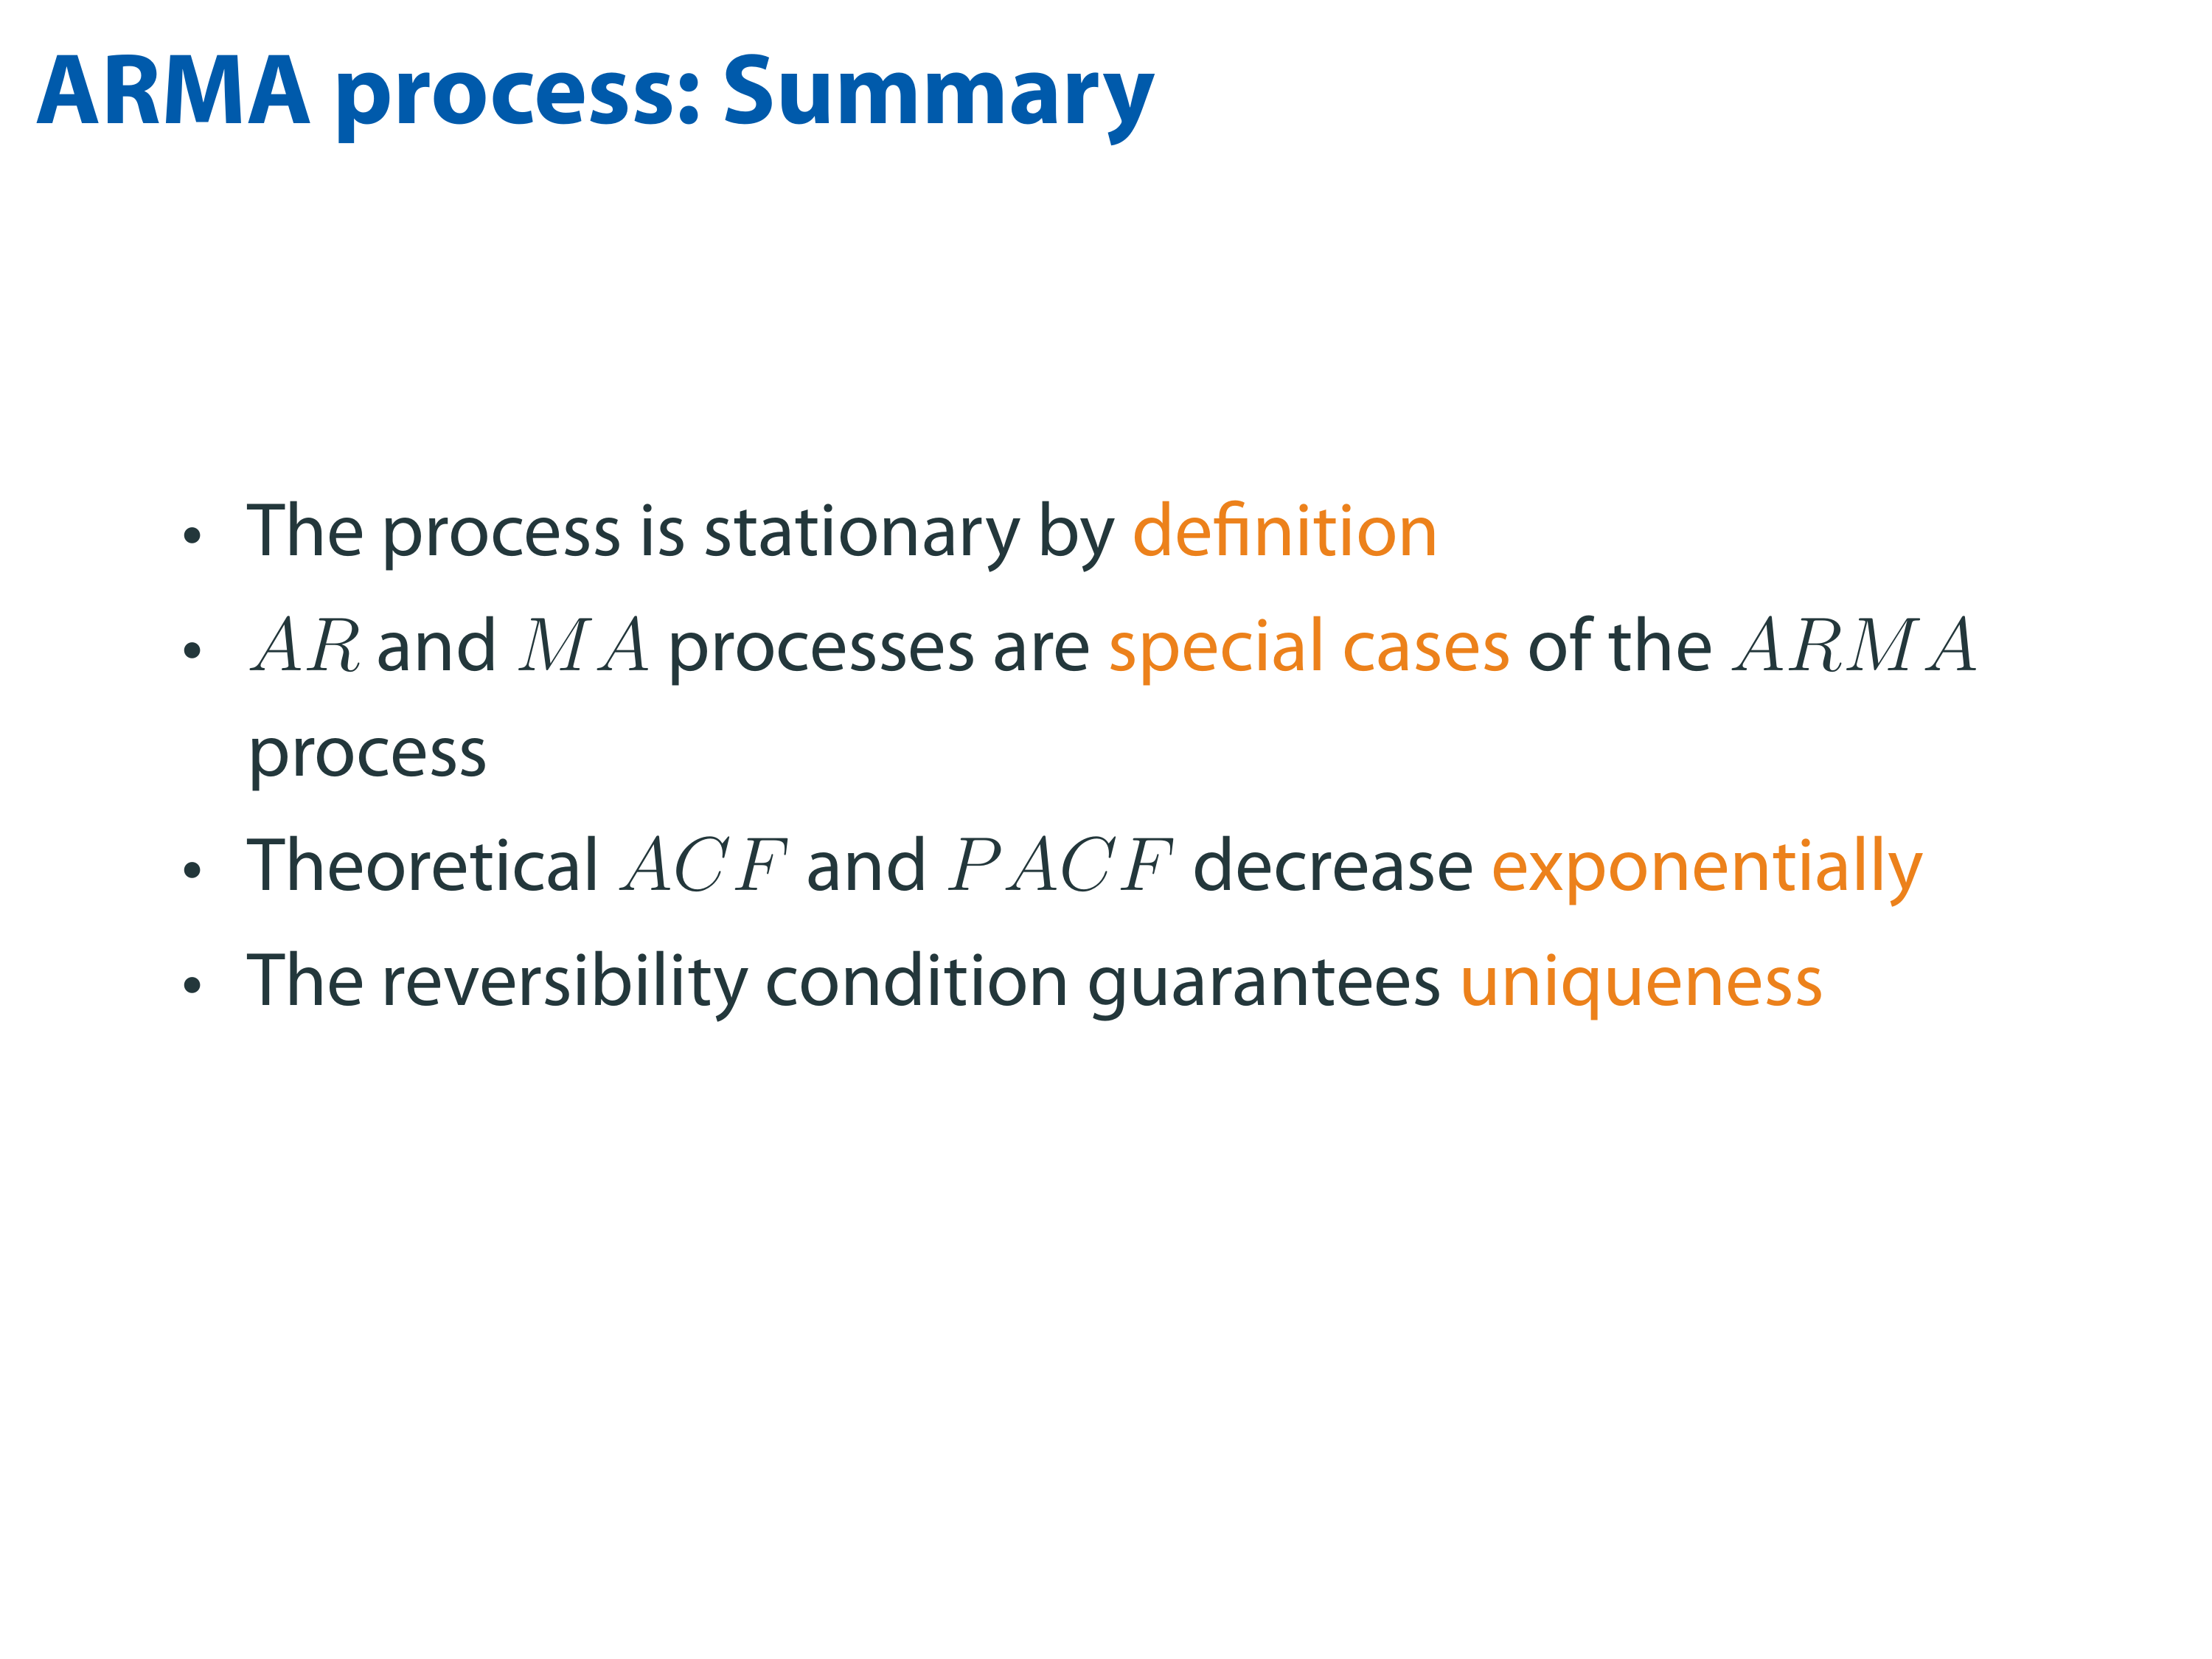 ARMA process: Summary
• The process is stationary by definition
• AR and MA processes are special cases of the ARMA
process
• Theoretical ACF and PACF decrease exponentially
• The reversibility condition guarantees uniqueness